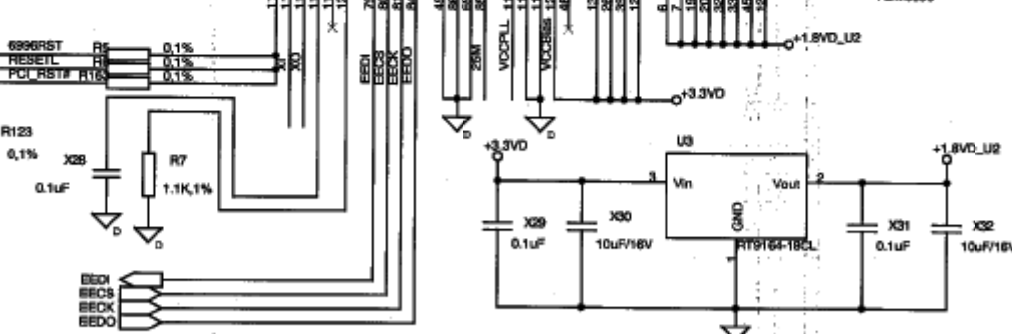 6996RST
R5
0,1%
RESETL
0,1%
PCI_RST#
0,1%
XI
XO
EEDI
EECS
EECK
EEDO
25M
VCCPLL
VCCBias
+1.8VD_U2
+3.3VD
D
D
R123
0,1%
X28
0.1uF
R7
1.1K,1%
D
D
+3.3VD
U3
+1.8VD_U2
3
Vin
Vout
2
GND
1
RT9164-18CL
X29
0.1uF
X30
10uF/16V
X31
0.1uF
X32
10uF/16V
EEDI
EECS
EECK
EEDO